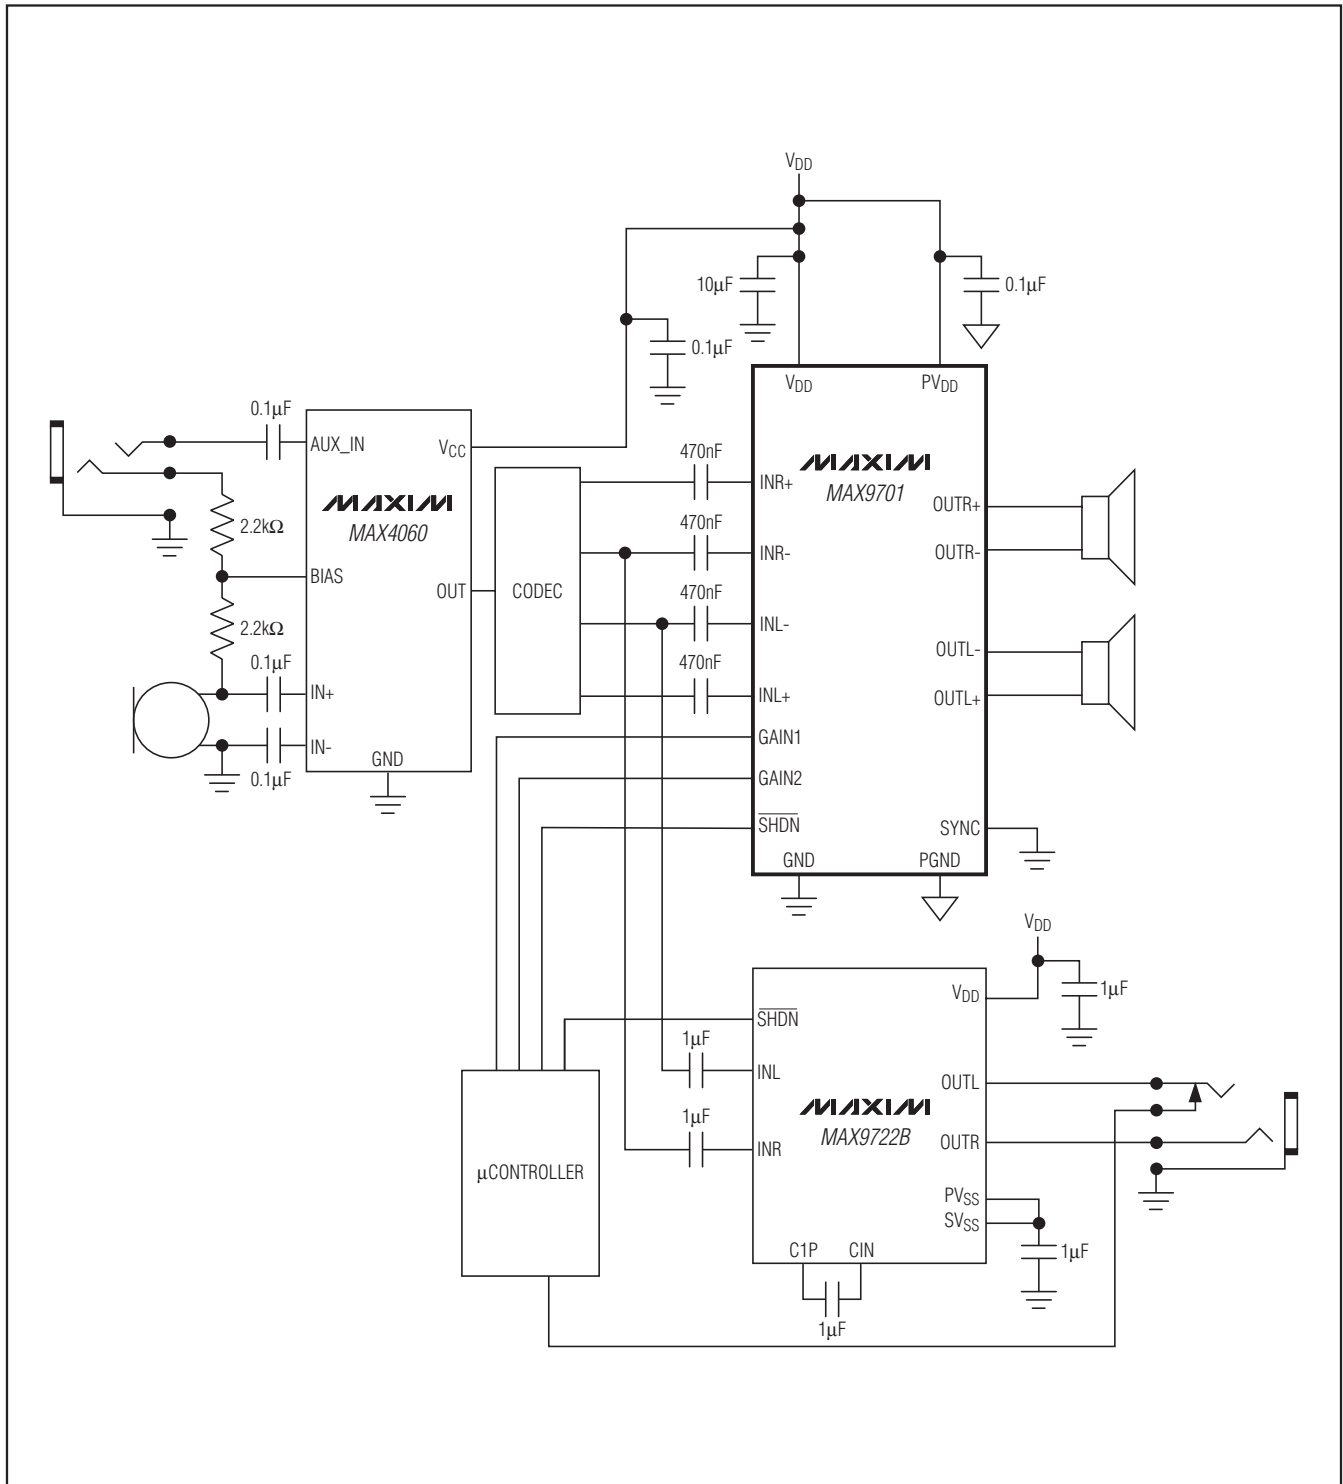 VDD
10µF
0.1µF
0.1µF
VDD
PVDD
0.1µF
AUX_IN
VCC
MAXIM
MAX4060
2.2kΩ
BIAS
OUT
2.2kΩ
0.1µF
IN+
IN-
0.1µF
GND
CODEC
470nF
470nF
470nF
470nF
INR+
MAXIM
MAX9701
INR-
INL-
INL+
GAIN1
GAIN2
SHDN
GND
PGND
OUTR+
OUTR-
OUTL-
OUTL+
SYNC
VDD
1µF
VDD
SHDN
1µF
INL
OUTL
MAXIM
MAX9722B
1µF
INR
OUTR
µCONTROLLER
PVSS
SVSS
1µF
C1P
CIN
1µF